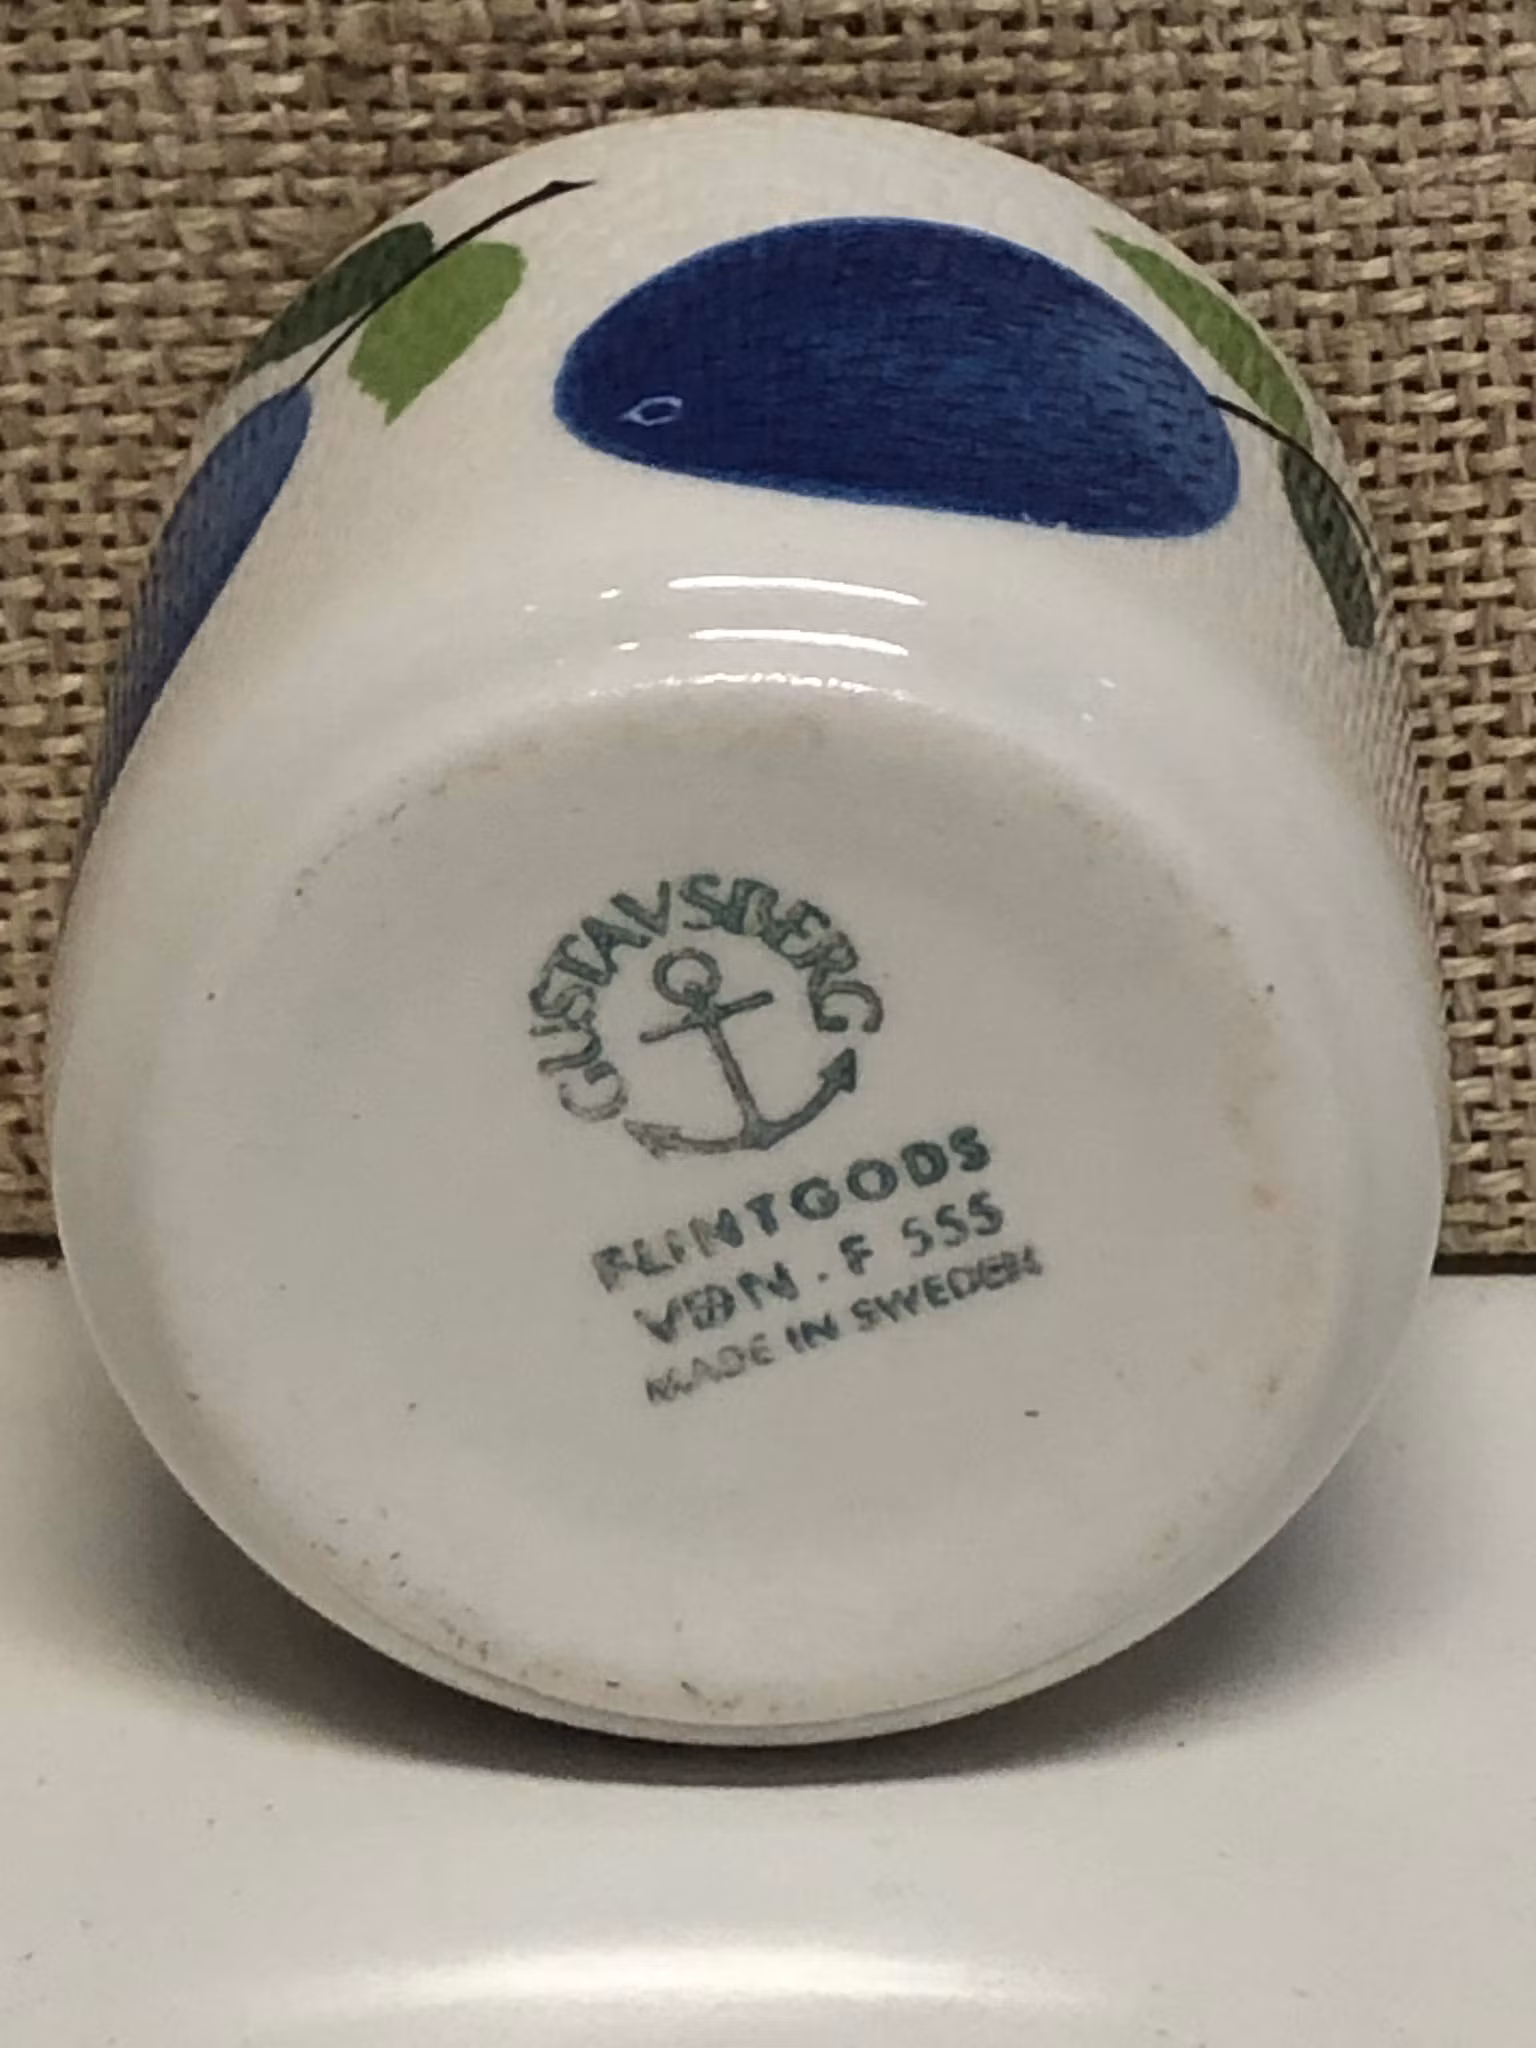 GUSTAVSBERG
FLINTGODS
VDN . F 555
MADE IN SWEDEN